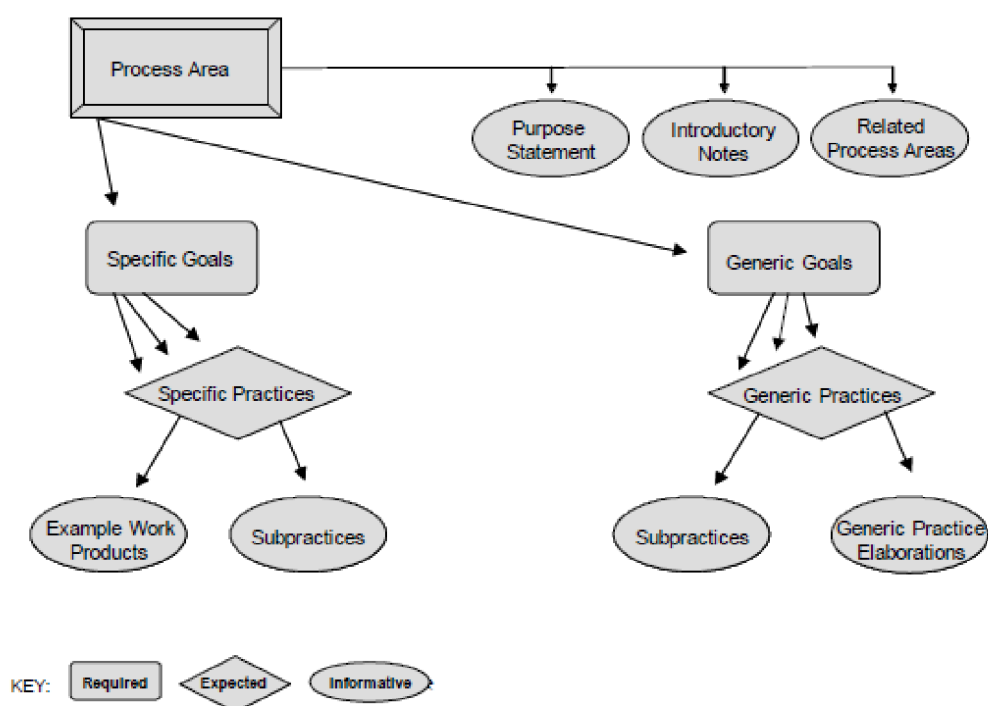 Process Area
Purpose
Statement
Introductory
Notes
Related
Process Areas
Specific Goals
Generic Goals
Specific Practices
Generic Practices
Example Work
Products
Subpractices
Subpractices
Generic Practice
Elaborations
KEY:
Required
Expected
Informative